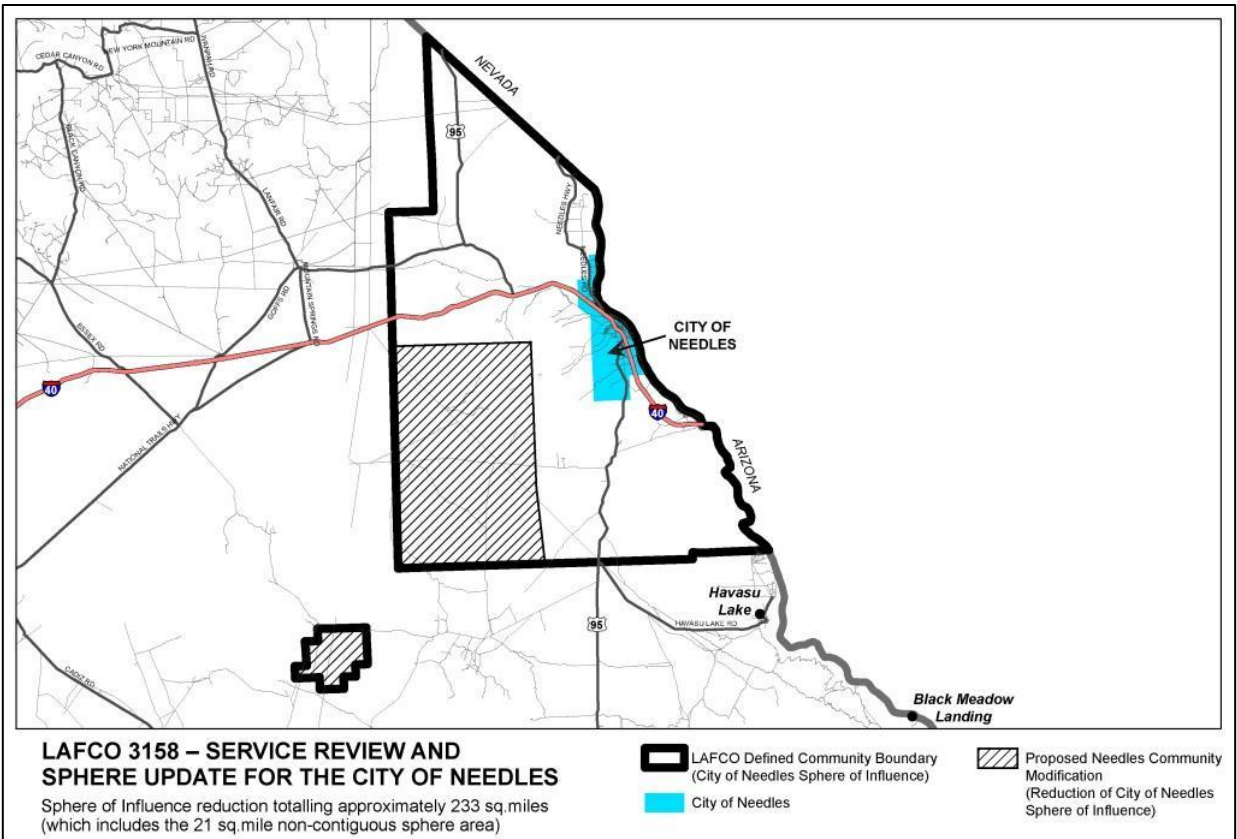 CEDAR CANYON RD
NEW YORK MOUNTAIN RD
IVANPAH RD
BLACK CANYON RD
LANFAIR RD
NEVADA
95
NEEDLES HWY
GOFFS RD
MOUNTAIN SPRINGS RD
ESSEX RD
CITY OF
NEEDLES
40
40
NATIONAL TRAILS HWY
ARIZONA
Havasu
Lake
HAVASU LAKE RD
95
CADIZ RD
Black Meadow
Landing
LAFCO 3158 – SERVICE REVIEW AND
SPHERE UPDATE FOR THE CITY OF NEEDLES
Sphere of Influence reduction totalling approximately 233 sq.miles
(which includes the 21 sq.mile non-contiguous sphere area)
LAFCO Defined Community Boundary
(City of Needles Sphere of Influence)
City of Needles
Proposed Needles Community
Modification
(Reduction of City of Needles
Sphere of Influence)